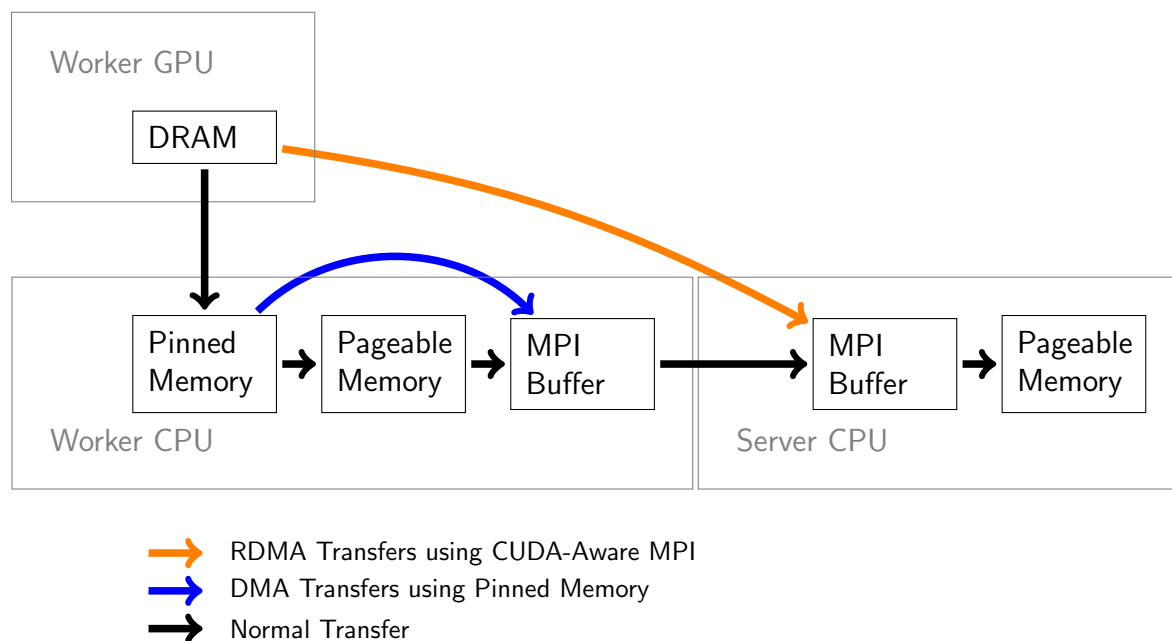 Worker GPU
DRAM
Pinned
Memory
Pageable
Memory
MPI
Buffer
MPI
Buffer
Pageable
Memory
Worker CPU
Server CPU
RDMA Transfers using CUDA-Aware MPI
DMA Transfers using Pinned Memory
Normal Transfer